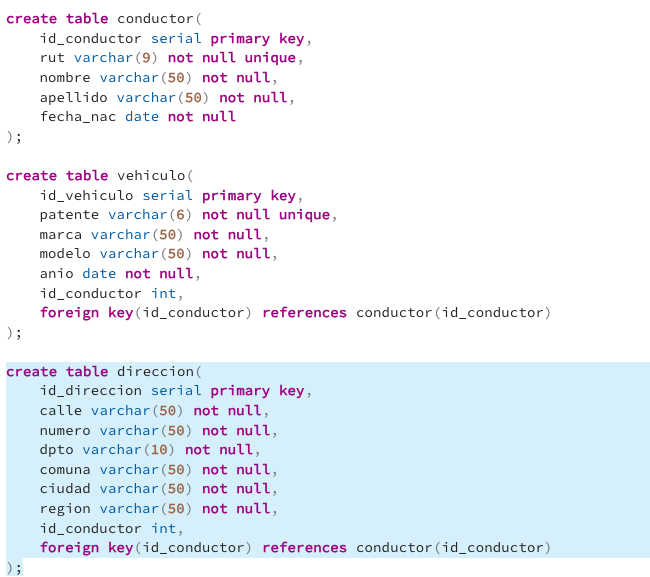 create table conductor(
    id_conductor serial primary key,
    rut varchar(9) not null unique,
    nombre varchar(50) not null,
    apellido varchar(50) not null,
    fecha_nac date not null
);

create table vehiculo(
    id_vehiculo serial primary key,
    patente varchar(6) not null unique,
    marca varchar(50) not null,
    modelo varchar(50) not null,
    anio date not null,
    id_conductor int,
    foreign key(id_conductor) references conductor(id_conductor)
);

create table direccion(
    id_direccion serial primary key,
    calle varchar(50) not null,
    numero varchar(50) not null,
    dpto varchar(10) not null,
    comuna varchar(50) not null,
    ciudad varchar(50) not null,
    region varchar(50) not null,
    id_conductor int,
    foreign key(id_conductor) references conductor(id_conductor)
);